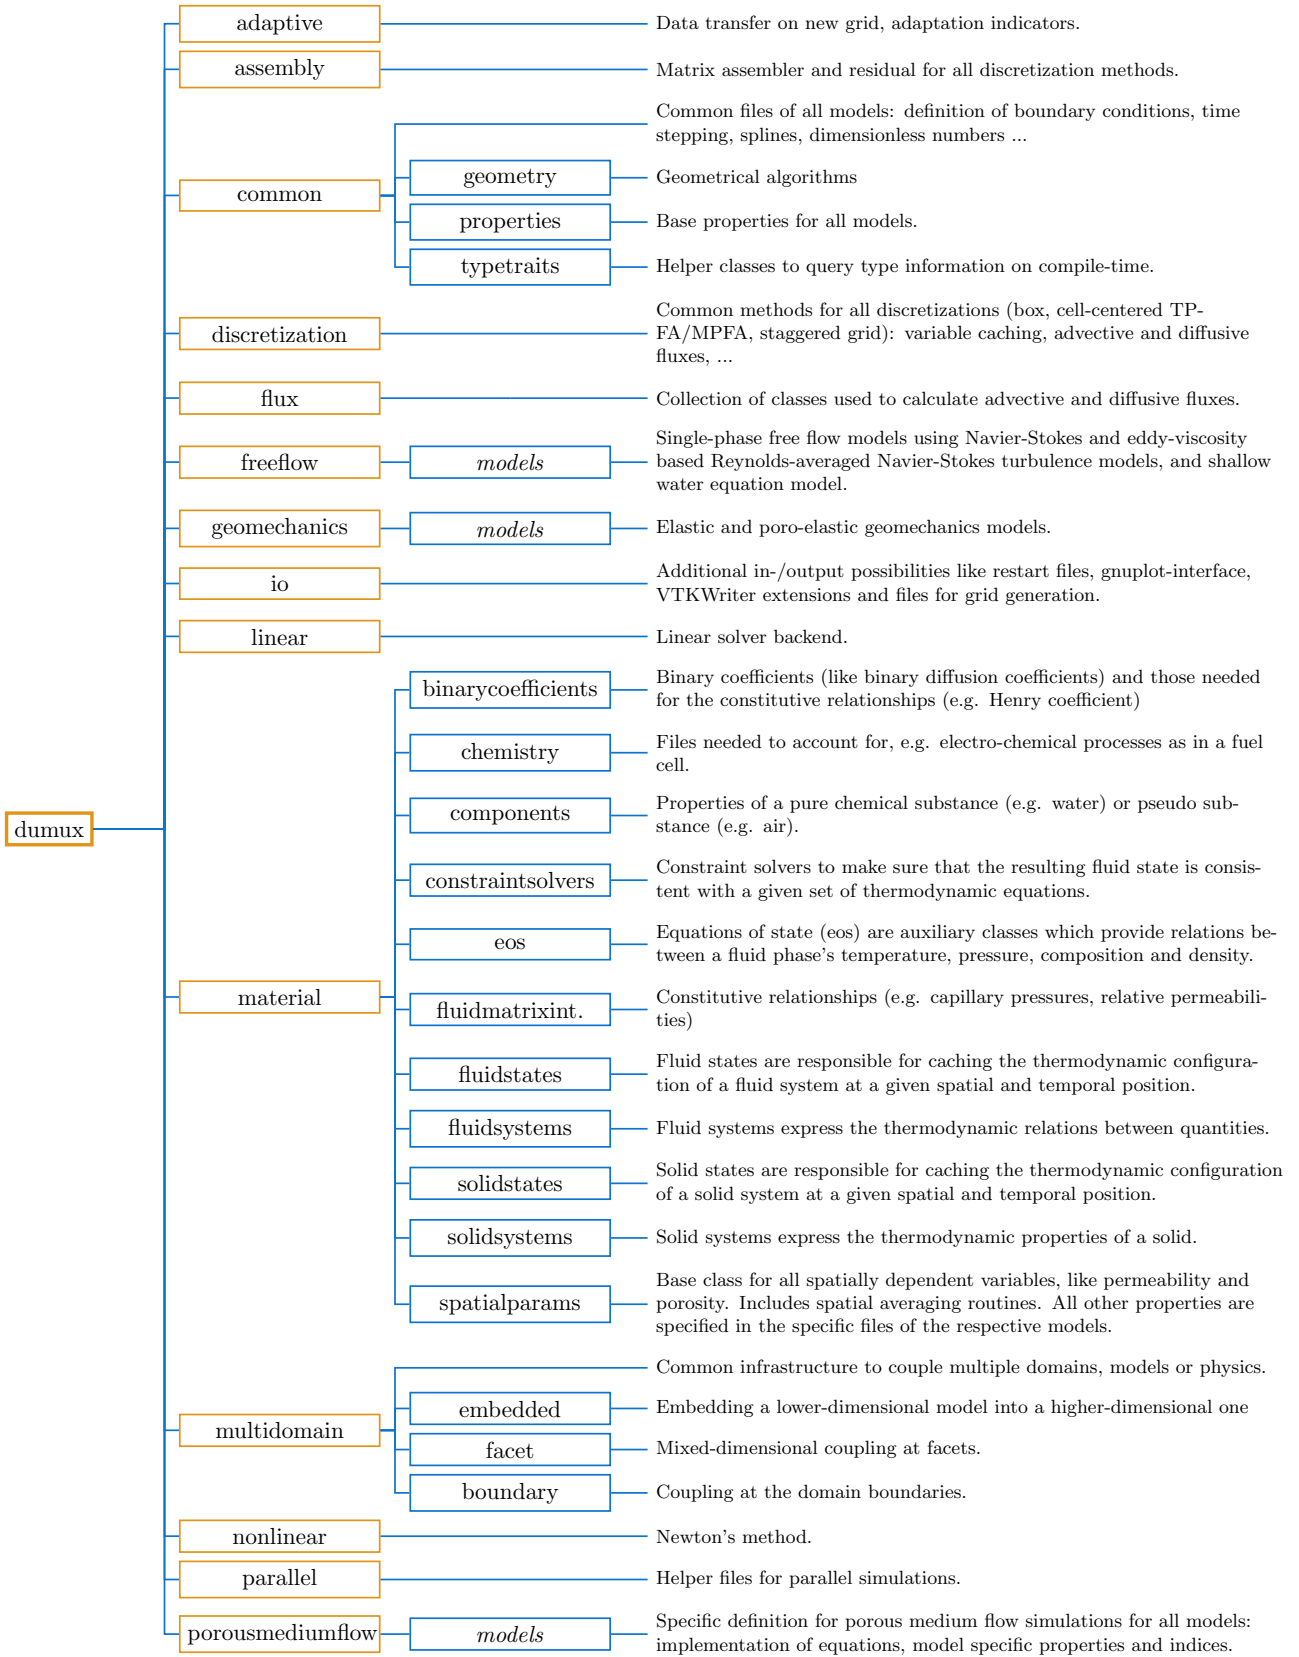 adaptive
Data transfer on new grid, adaptation indicators.
assembly
Matrix assembler and residual for all discretization methods.
common
Common files of all models: definition of boundary conditions, time
stepping, splines, dimensionless numbers ...
geometry
Geometrical algorithms
properties
Base properties for all models.
typetraits
Helper classes to query type information on compile-time.
discretization
Common methods for all discretizations (box, cell-centered TP-
FA/MPFA, staggered grid): variable caching, advective and diffusive
fluxes, ...
flux
Collection of classes used to calculate advective and diffusive fluxes.
freeflow
models
Single-phase free flow models using Navier-Stokes and eddy-viscosity
based Reynolds-averaged Navier-Stokes turbulence models, and shallow
water equation model.
geomechanics
models
Elastic and poro-elastic geomechanics models.
io
Additional in-/output possibilities like restart files, gnuplot-interface,
VTKWriter extensions and files for grid generation.
linear
Linear solver backend.
dumux
material
binarycoefficients
Binary coefficients (like binary diffusion coefficients) and those needed
for the constitutive relationships (e.g. Henry coefficient)
chemistry
Files needed to account for, e.g. electro-chemical processes as in a fuel
cell.
components
Properties of a pure chemical substance (e.g. water) or pseudo sub-
stance (e.g. air).
constraintsolvers
Constraint solvers to make sure that the resulting fluid state is consis-
tent with a given set of thermodynamic equations.
eos
Equations of state (eos) are auxiliary classes which provide relations be-
tween a fluid phase's temperature, pressure, composition and density.
fluidmatrixint.
Constitutive relationships (e.g. capillary pressures, relative permeabili-
ties)
fluidstates
Fluid states are responsible for caching the thermodynamic configura-
tion of a fluid system at a given spatial and temporal position.
fluidsystems
Fluid systems express the thermodynamic relations between quantities.
solidstates
Solid states are responsible for caching the thermodynamic configuration
of a solid system at a given spatial and temporal position.
solidsystems
Solid systems express the thermodynamic properties of a solid.
spatialparams
Base class for all spatially dependent variables, like permeability and
porosity. Includes spatial averaging routines. All other properties are
specified in the specific files of the respective models.
multidomain
Common infrastructure to couple multiple domains, models or physics.
embedded
Embedding a lower-dimensional model into a higher-dimensional one
facet
Mixed-dimensional coupling at facets.
boundary
Coupling at the domain boundaries.
nonlinear
Newton's method.
parallel
Helper files for parallel simulations.
porousmediumflow
models
Specific definition for porous medium flow simulations for all models:
implementation of equations, model specific properties and indices.